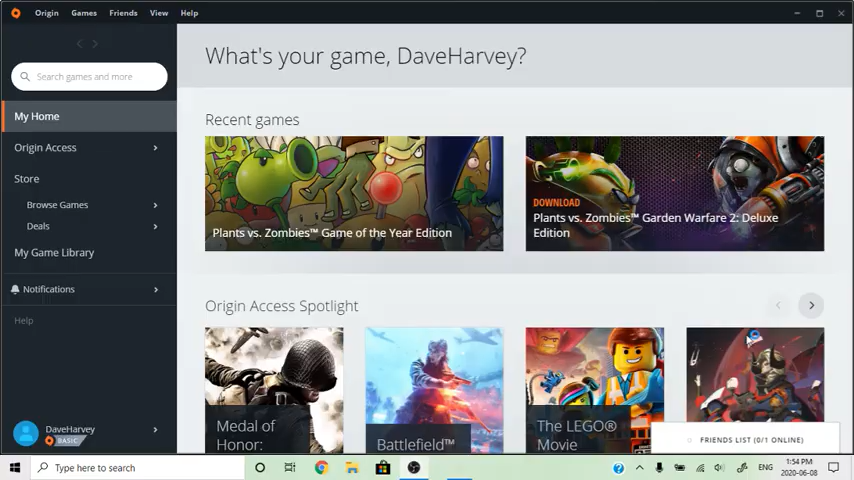 Origin Games Friends View Help
Search games and more
My Home
Origin Access
Store
Browse Games
Deals
My Game Library
Notifications
Help
DaveHarvey
BASIC
What's your game, DaveHarvey?
Recent games
Plants vs. Zombies™ Game of the Year Edition
DOWNLOAD
Plants vs. Zombies™ Garden Warfare 2: Deluxe
Edition
Origin Access Spotlight
Medal of
Honor:
Battlefield™
The LEGO®
Movie
FRIENDS LIST (0/1 ONLINE)
Type here to search
ENG
1:54 PM
2020-06-08